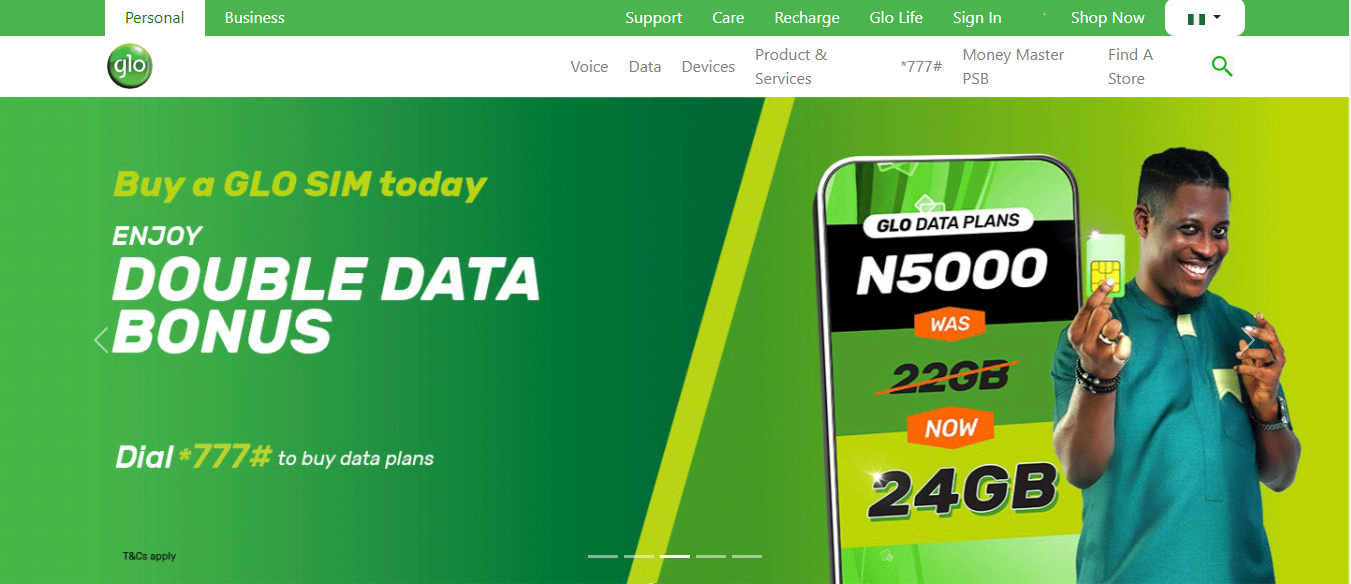 Personal
Business
Support
Care
Recharge
Glo Life
Sign In
Shop Now
glo
Voice
Data
Devices
Product &
Services
*777#
Money Master
PSB
Find A
Store
Buy a GLO SIM today
ENJOY
DOUBLE DATA
BONUS
Dial *777# to buy data plans
T&Cs apply
GLO DATA PLANS
N5000
WAS
22GB
NOW
24GB